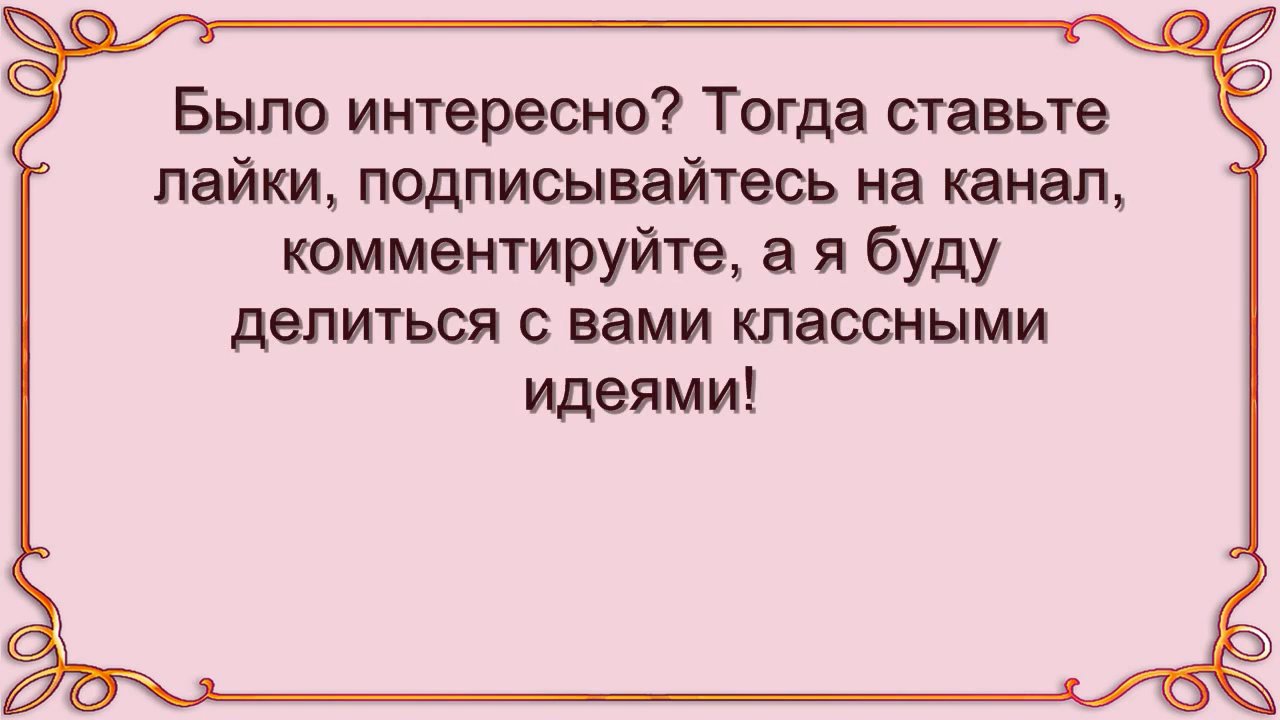 Было интересно? Тогда ставьте
лайки, подписывайтесь на канал,
комментируйте, а я буду
делиться с вами классными
идеями!